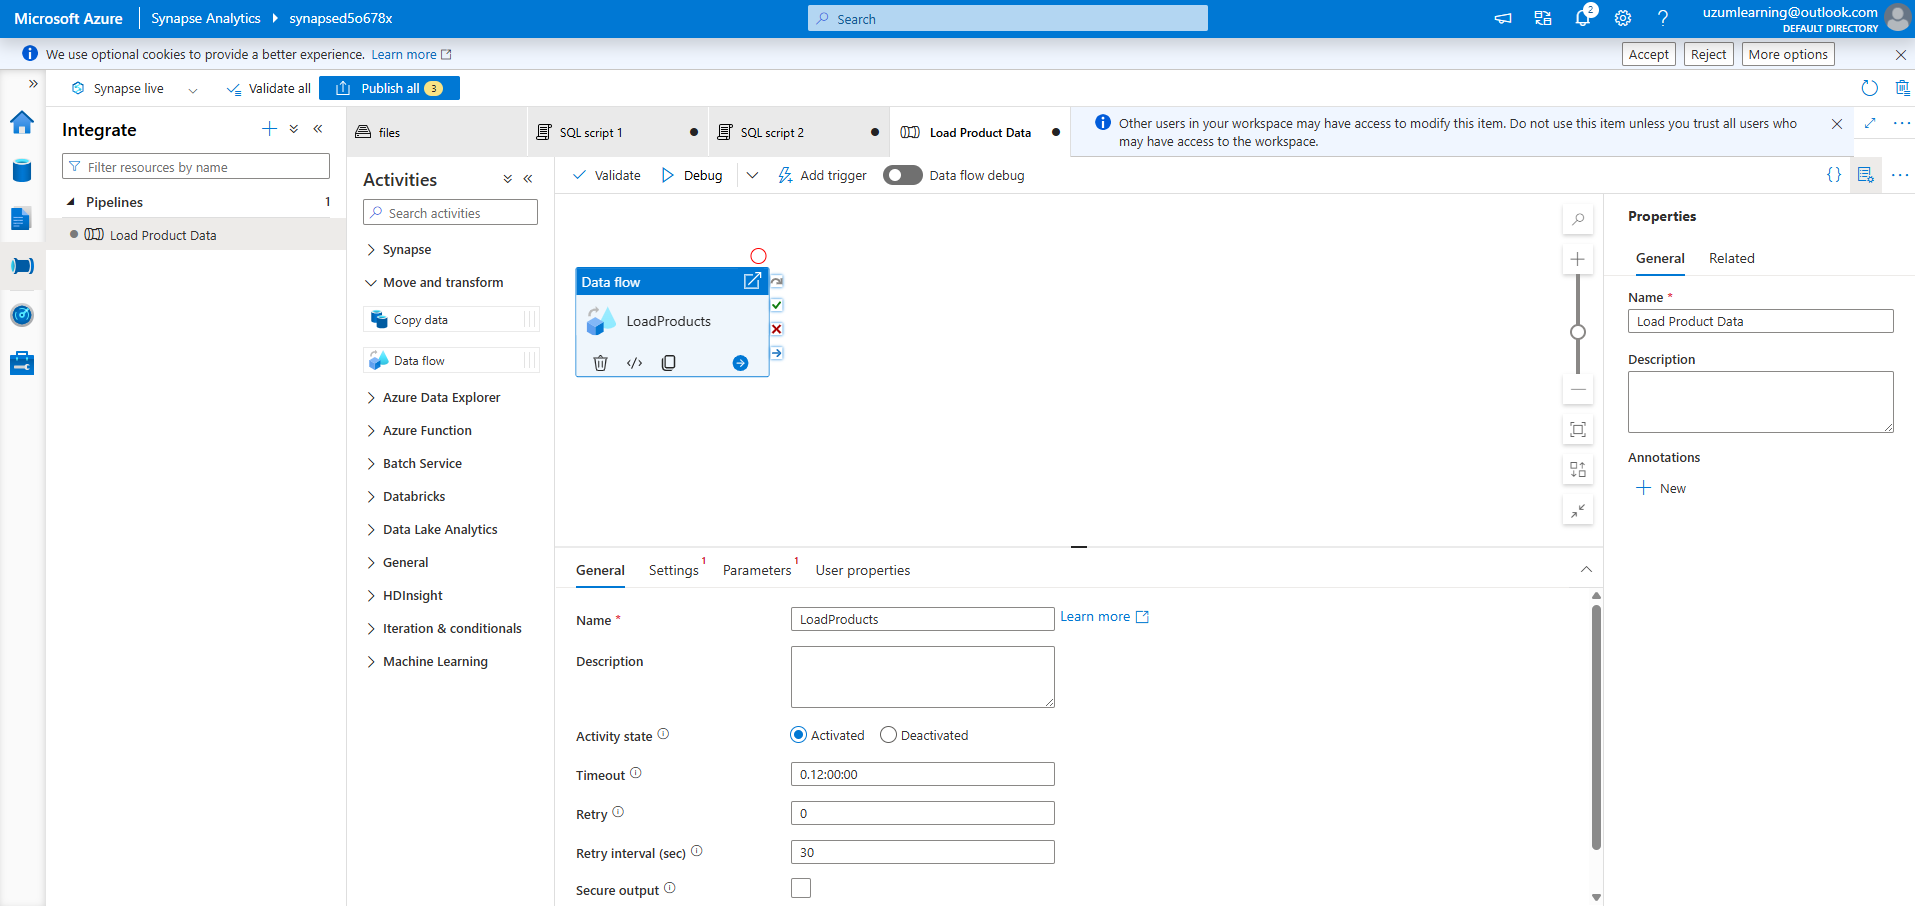 Microsoft Azure
Synapse Analytics
synapsed5o678x
Search
2
uzumlearning@outlook.com
DEFAULT DIRECTORY
We use optional cookies to provide a better experience. Learn more
Accept
Reject
More options
Synapse live
Validate all
Publish all 3
Integrate
Filter resources by name
Pipelines 1
Load Product Data
files
SQL script 1
SQL script 2
Load Product Data
Other users in your workspace may have access to modify this item. Do not use this item unless you trust all users who
may have access to the workspace.
Activities
Search activities
Synapse
Move and transform
Copy data
Data flow
Azure Data Explorer
Azure Function
Batch Service
Databricks
Data Lake Analytics
General
HDInsight
Iteration & conditionals
Machine Learning
Validate
Debug
Add trigger
Data flow debug
{}
Data flow
LoadProducts
General
Settings 1
Parameters 1
User properties
Name *
LoadProducts
Learn more
Description
Activity state
Activated
Deactivated
Timeout
0.12:00:00
Retry
0
Retry interval (sec)
30
Secure output
Properties
General
Related
Name *
Load Product Data
Description
Annotations
New